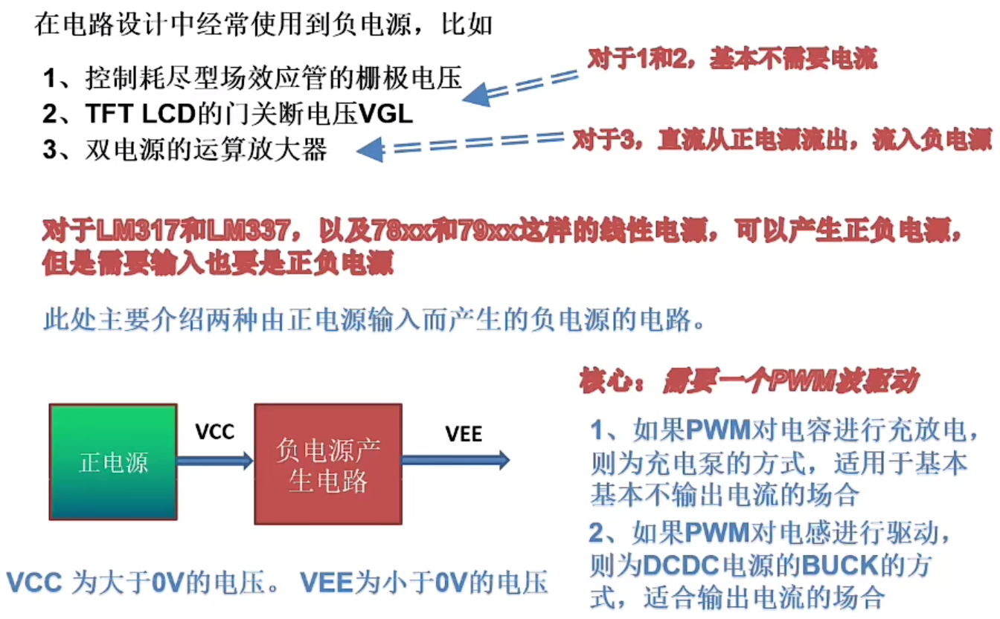 在电路设计中经常使用到负电源，比如
1、控制耗尽型场效应管的栅极电压
2、TFT LCD的门关断电压VGL
3、双电源的运算放大器
对于1和2，基本不需要电流
对于3，直流从正电源流出，流入负电源
对于LM317和LM337，以及78xx和79xx这样的线性电源，可以产生正负电源，
但是需要输入也要是正负电源
此处主要介绍两种由正电源输入而产生的负电源的电路。
正电源
VCC
负电源产
生电路
VEE
VCC 为大于0V的电压。 VEE为小于0V的电压
核心：需要一个PWM波驱动
1、如果PWM对电容进行充放电，
则为充电泵的方式，适用于基本
基本不输出电流的场合
2、如果PWM对电感进行驱动，
则为DCDC电源的BUCK的方
式，适合输出电流的场合